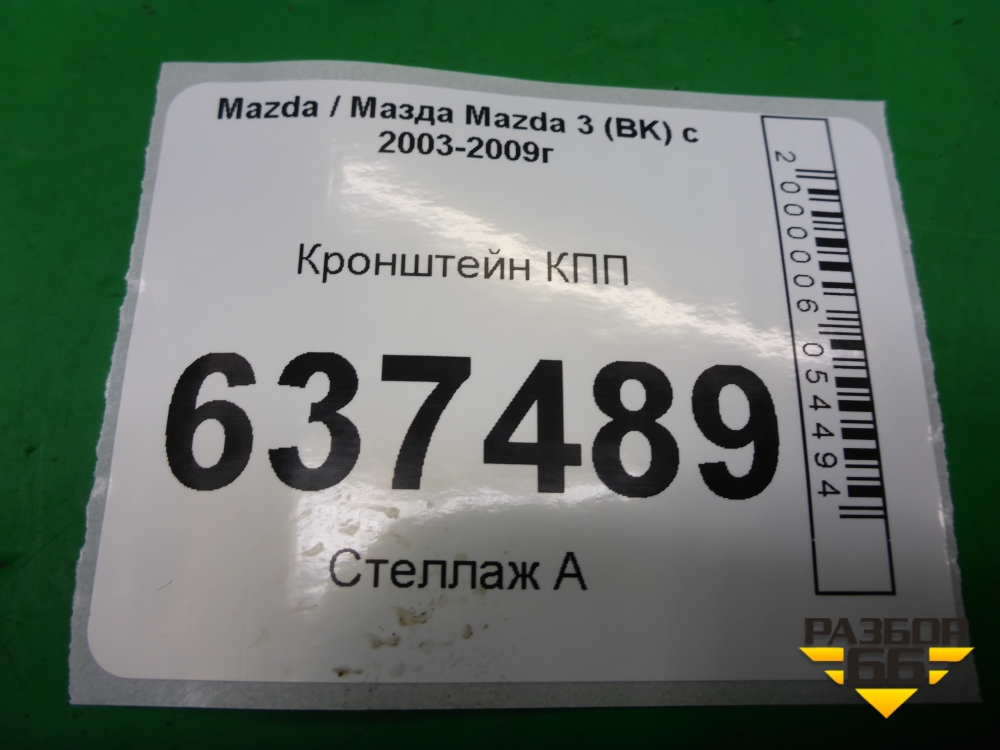 Mazda / Мазда Mazda 3 (BK) с
2003-2009г
Кронштейн КПП
637489
Стеллаж А
2000006054494
РАЗБОР
66